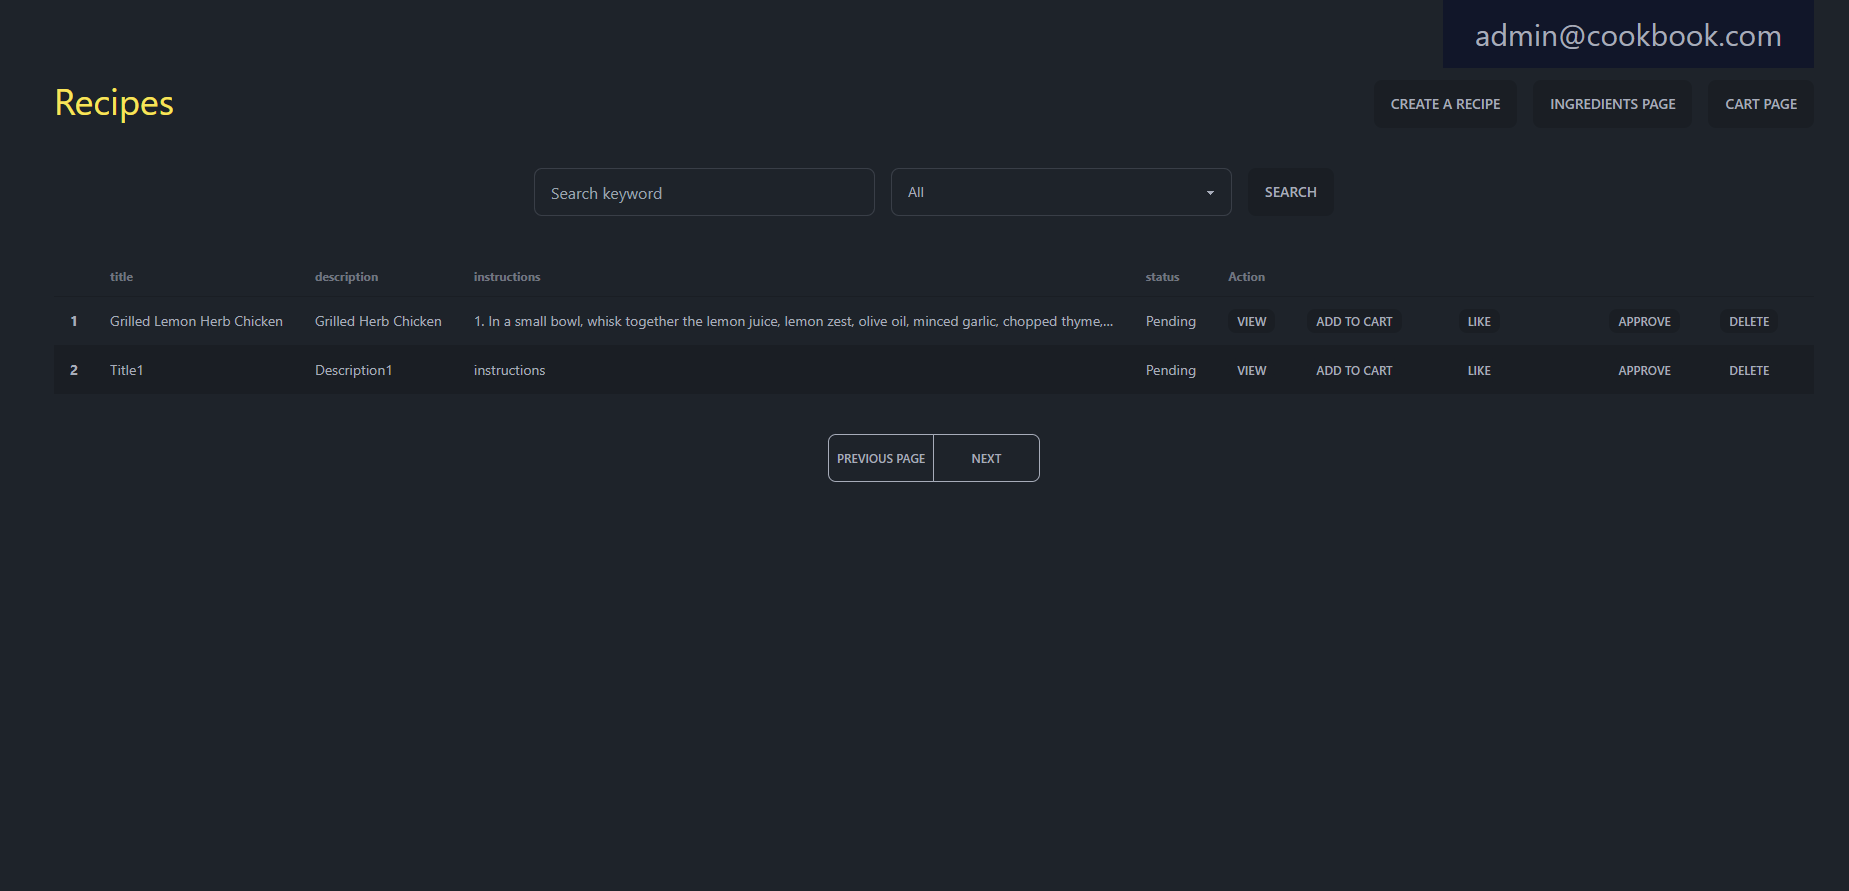 admin@cookbook.com
Recipes
CREATE A RECIPE
INGREDIENTS PAGE
CART PAGE
Search keyword
All
SEARCH
title description instructions status Action
1 Grilled Lemon Herb Chicken Grilled Herb Chicken 1. In a small bowl, whisk together the lemon juice, lemon zest, olive oil, minced garlic, chopped thyme,... Pending VIEW ADD TO CART LIKE APPROVE DELETE
2 Title1 Description1 instructions Pending VIEW ADD TO CART LIKE APPROVE DELETE
PREVIOUS PAGE NEXT